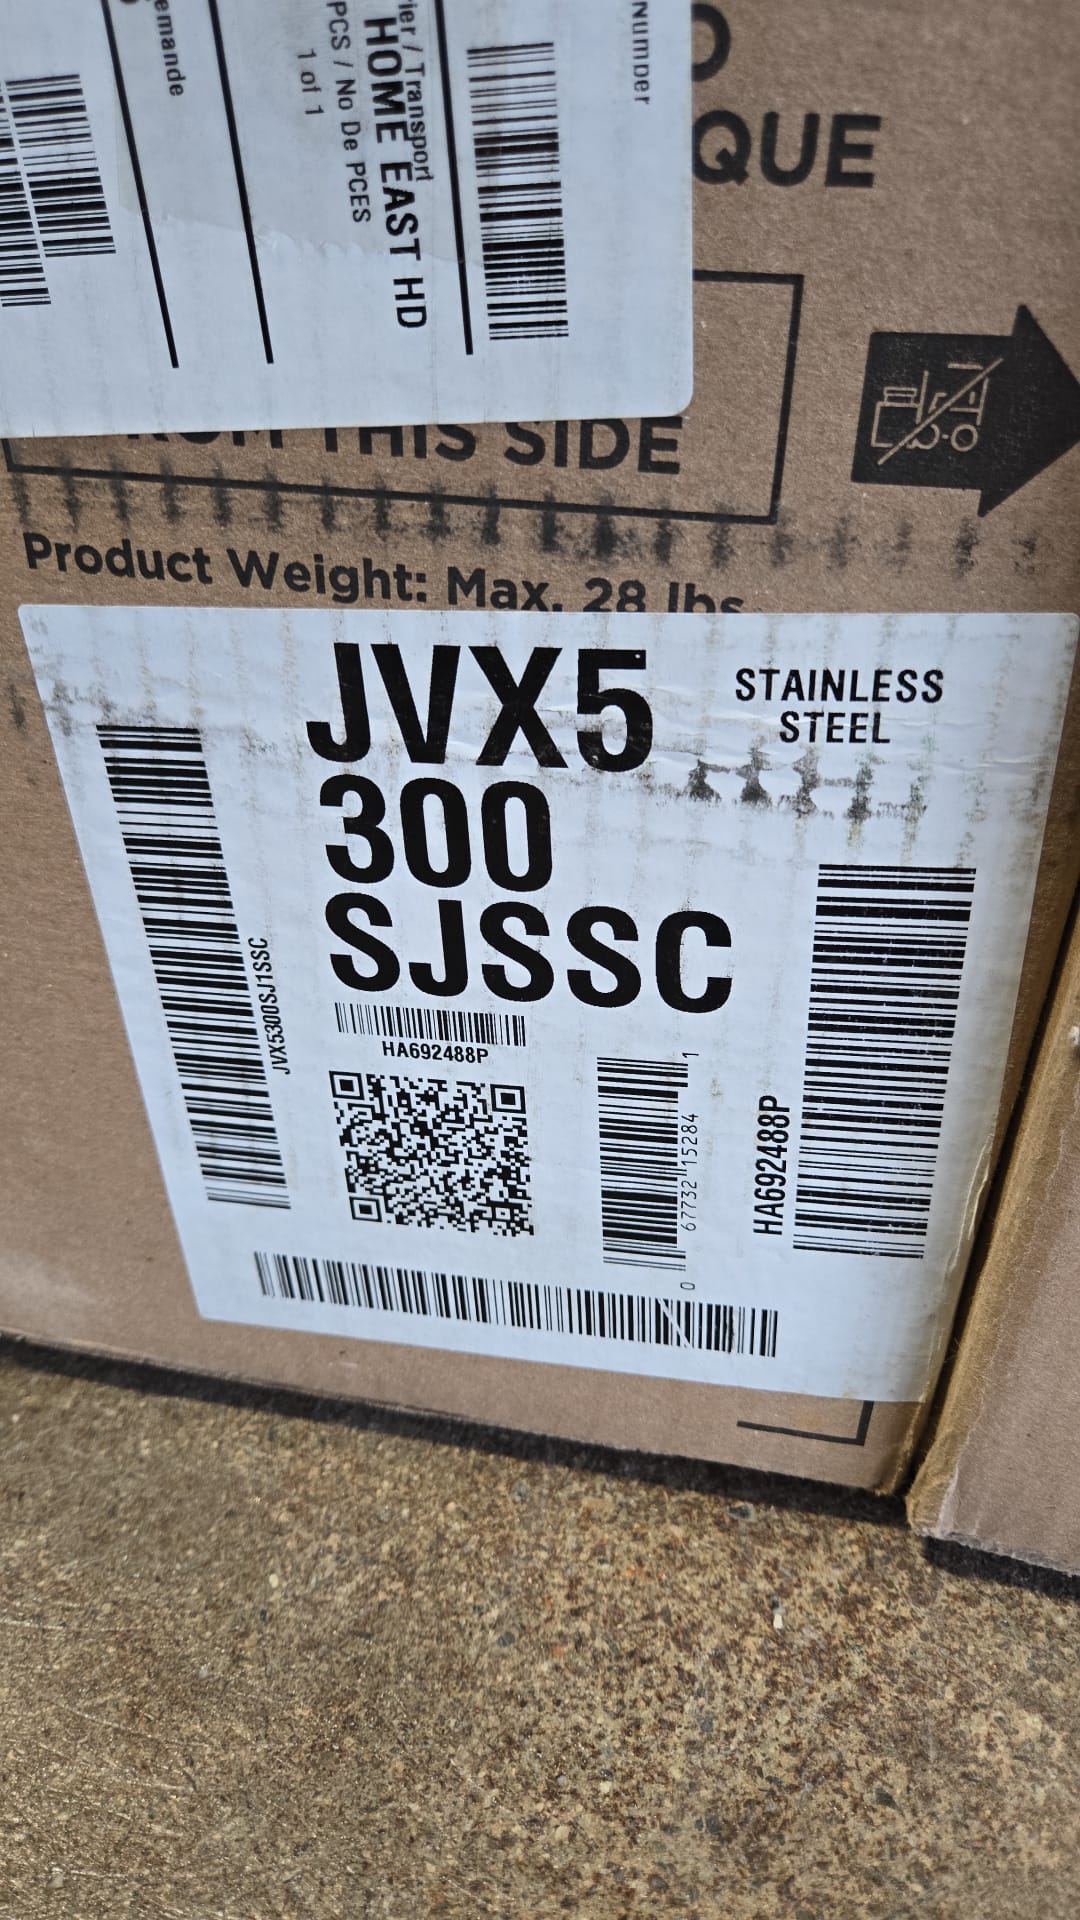 emande
ier / Transport
HOME EAST HD
PCS / No De PCES
1 of 1
Number
QUE
THIS SIDE
Product Weight: Max. 28 lbs
JVX5
300
SJSSC
STAINLESS
STEEL
JVX5300SJ1SSC
HA692488P
0 67732 15284 1
HA692488P